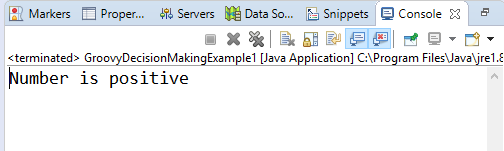 Markers
Proper...
Servers
Data So...
Snippets
Console
<terminated> GroovyDecisionMakingExample1 [Java Application] C:\Program Files\Java\jre1.8
Number is positive